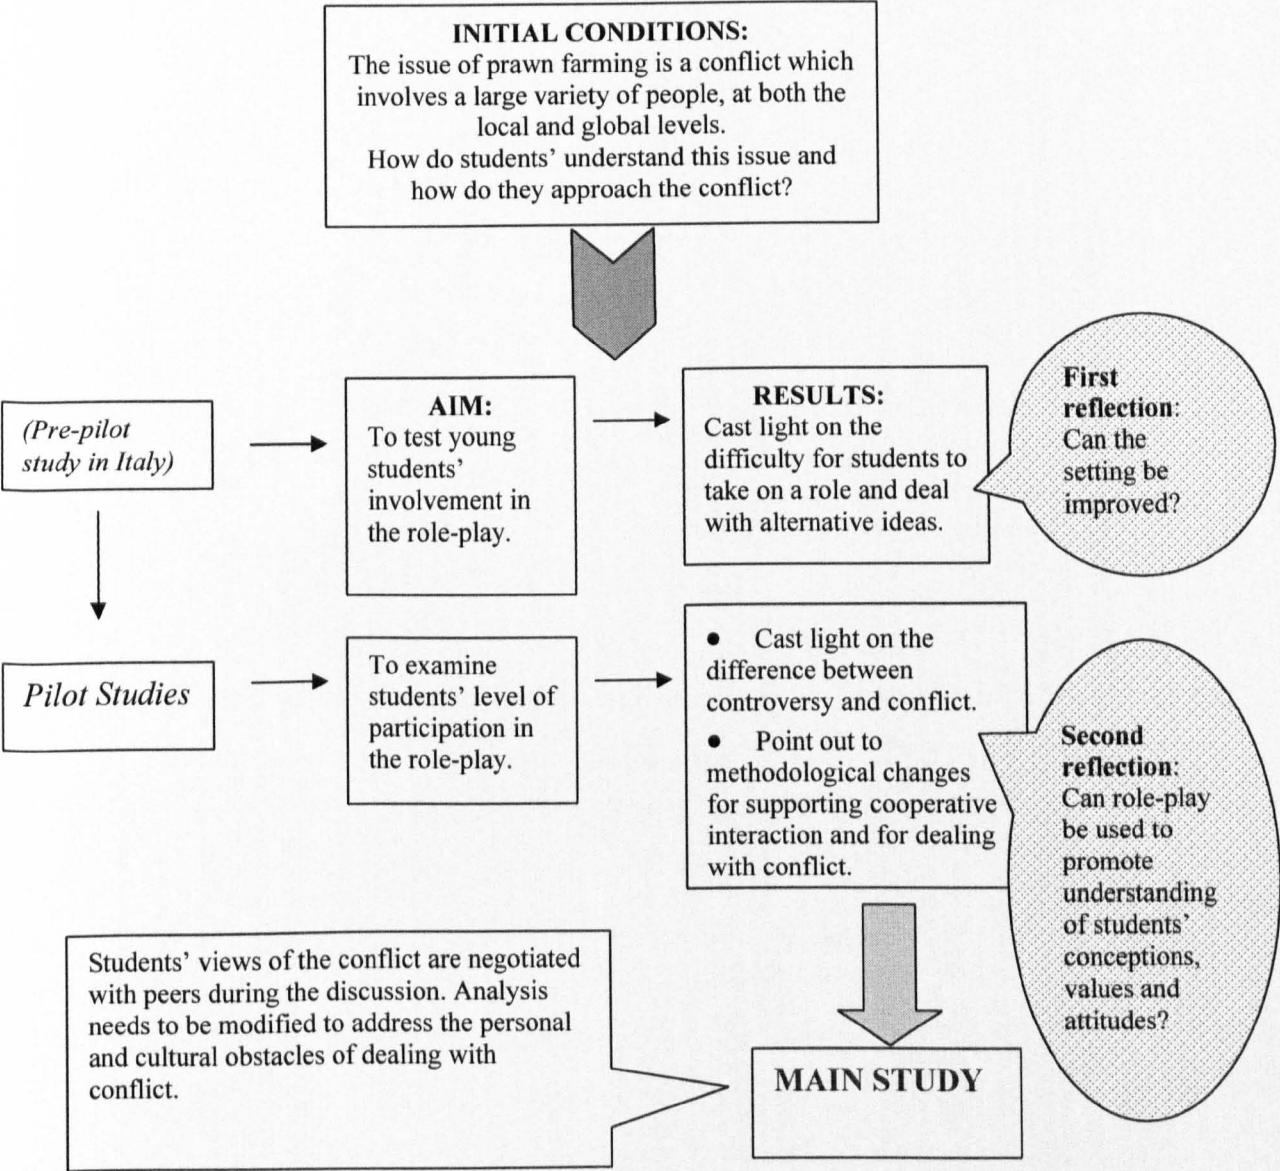 INITIAL CONDITIONS:
The issue of prawn farming is a conflict which
involves a large variety of people, at both the
local and global levels.
How do students’ understand this issue and
how do they approach the conflict?
(Pre-pilot
study in Italy)
AIM:
To test young
students’
involvement in
the role-play.
RESULTS:
Cast light on the
difficulty for students to
take on a role and deal
with alternative ideas.
First
reflection:
Can the
setting be
improved?
Pilot Studies
To examine
students’ level of
participation in
the role-play.
● Cast light on the
difference between
controversy and conflict.
● Point out to
methodological changes
for supporting cooperative
interaction and for dealing
with conflict.
Second
reflection:
Can role-play
be used to
promote
understanding
of students’
conceptions,
values and
attitudes?
Students’ views of the conflict are negotiated
with peers during the discussion. Analysis
needs to be modified to address the personal
and cultural obstacles of dealing with
conflict.
MAIN STUDY